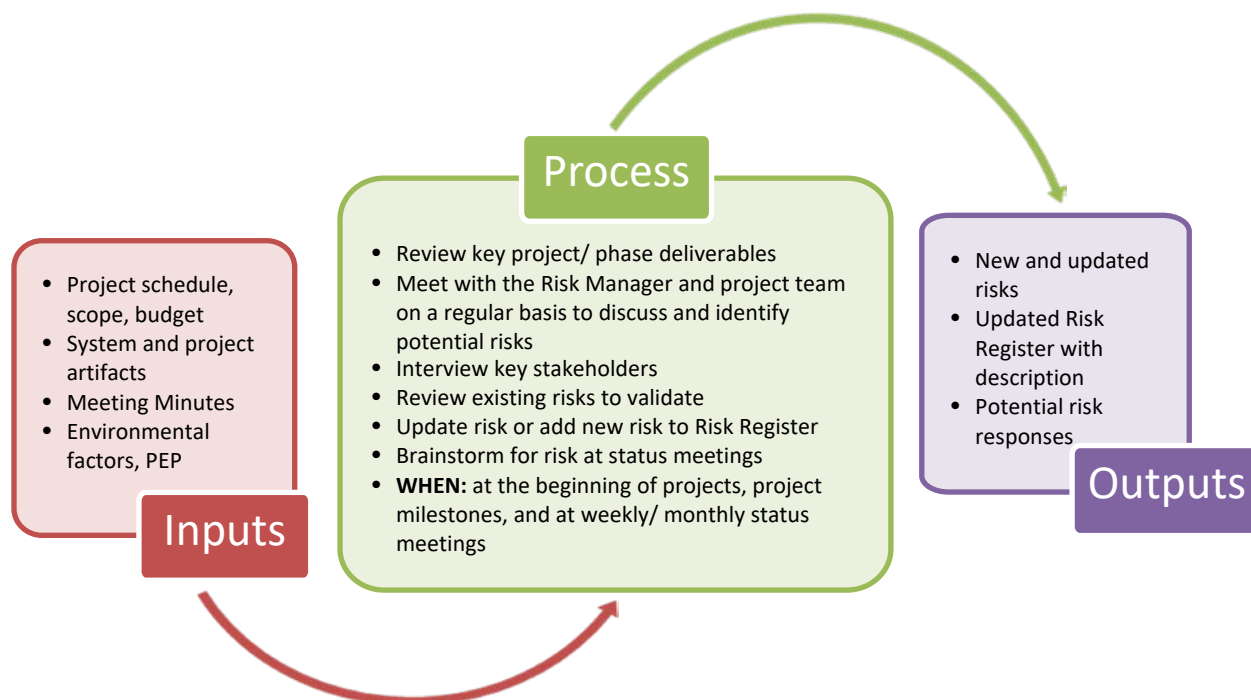 Inputs
• Project schedule,
scope, budget
• System and project
artifacts
• Meeting Minutes
• Environmental
factors, PEP
Process
• Review key project/ phase deliverables
• Meet with the Risk Manager and project team
on a regular basis to discuss and identify
potential risks
• Interview key stakeholders
• Review existing risks to validate
• Update risk or add new risk to Risk Register
• Brainstorm for risk at status meetings
• WHEN: at the beginning of projects, project
milestones, and at weekly/ monthly status
meetings
Outputs
• New and updated
risks
• Updated Risk
Register with
description
• Potential risk
responses